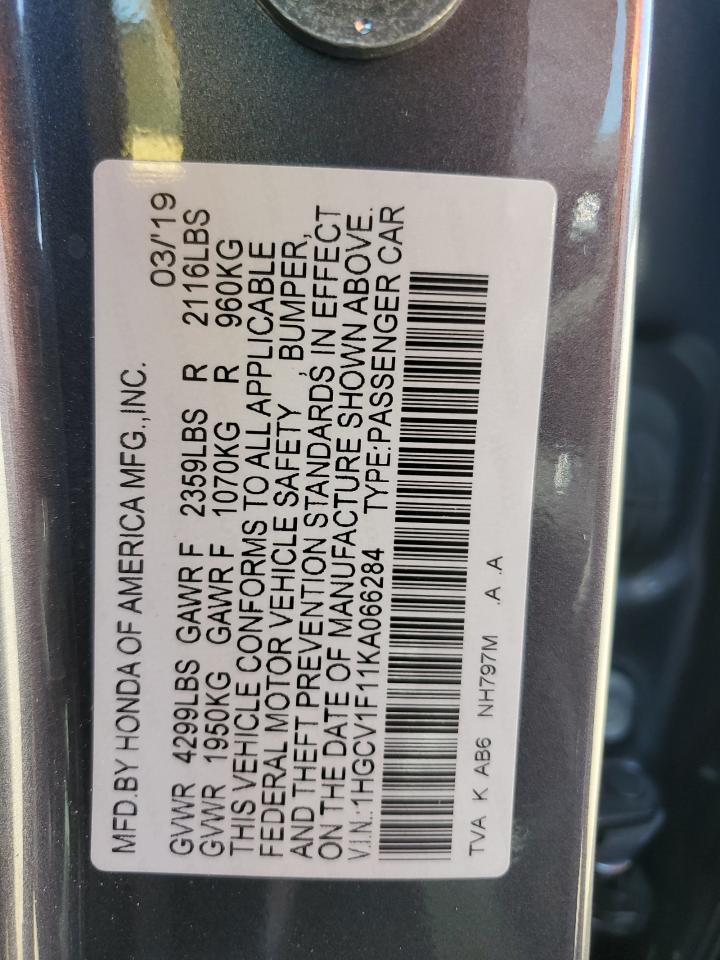 MFD.BY HONDA OF AMERICA MFG.,INC. 03/'19
GVWR 4299LBS GAWR F 2359LBS R 2116LBS
GVWR 1950KG GAWR F 1070KG R 960KG
THIS VEHICLE CONFORMS TO ALL APPLICABLE
FEDERAL MOTOR VEHICLE SAFETY , BUMPER,
AND THEFT PREVENTION STANDARDS IN EFFECT
ON THE DATE OF MANUFACTURE SHOWN ABOVE.
V.I.N.:1HGCV1F11KA066284 TYPE:PASSENGER CAR
TVA K AB6 NH797M .A .A